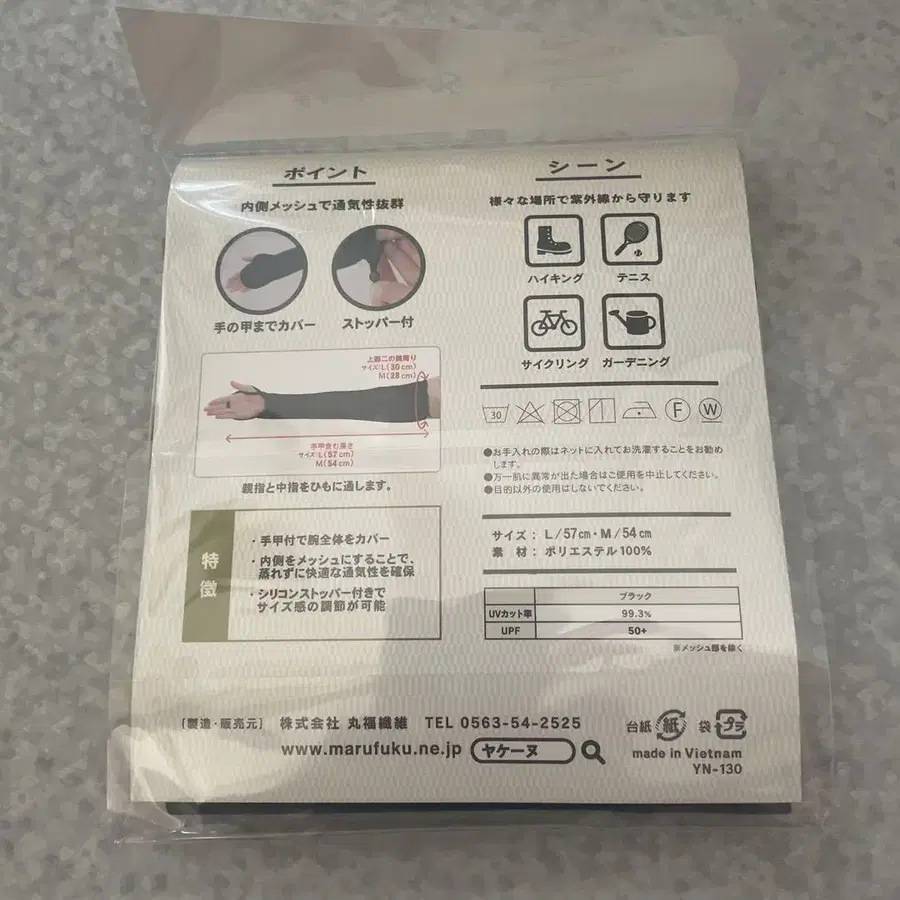 ポイント
内側メッシュで通気性抜群
手の甲までカバー
ストッパー付
上部二の腕周り
サイズ:L(30cm)
M(28cm)
手甲含む長さ
サイズ:L(57cm)
M(54cm)
親指と中指をひもに通します。
特徴
・手甲付で腕全体をカバー
・内側をメッシュにすることで、
蒸れずに快適な通気性を確保
・シリコンストッパー付きで
サイズ感の調節が可能
シーン
様々な場所で紫外線から守ります
ハイキング
テニス
サイクリング
ガーデニング
30
F
W
●お手入れの際はネットに入れてお洗濯することをお勧め
します。
●万一肌に異常が出た場合はご使用を中止してください。
●目的以外の使用はしないでください。
サイズ: L/57cm・M/54cm
素 材: ポリエステル100%
ブラック
UVカット率 99.3%
UPF 50+
※メッシュ部を除く
[製造・販売元] 株式会社 丸福繊維 TEL 0563-54-2525
www.marufuku.ne.jp ヤケーヌ
台紙 紙 袋 プラ
made in Vietnam
YN-130